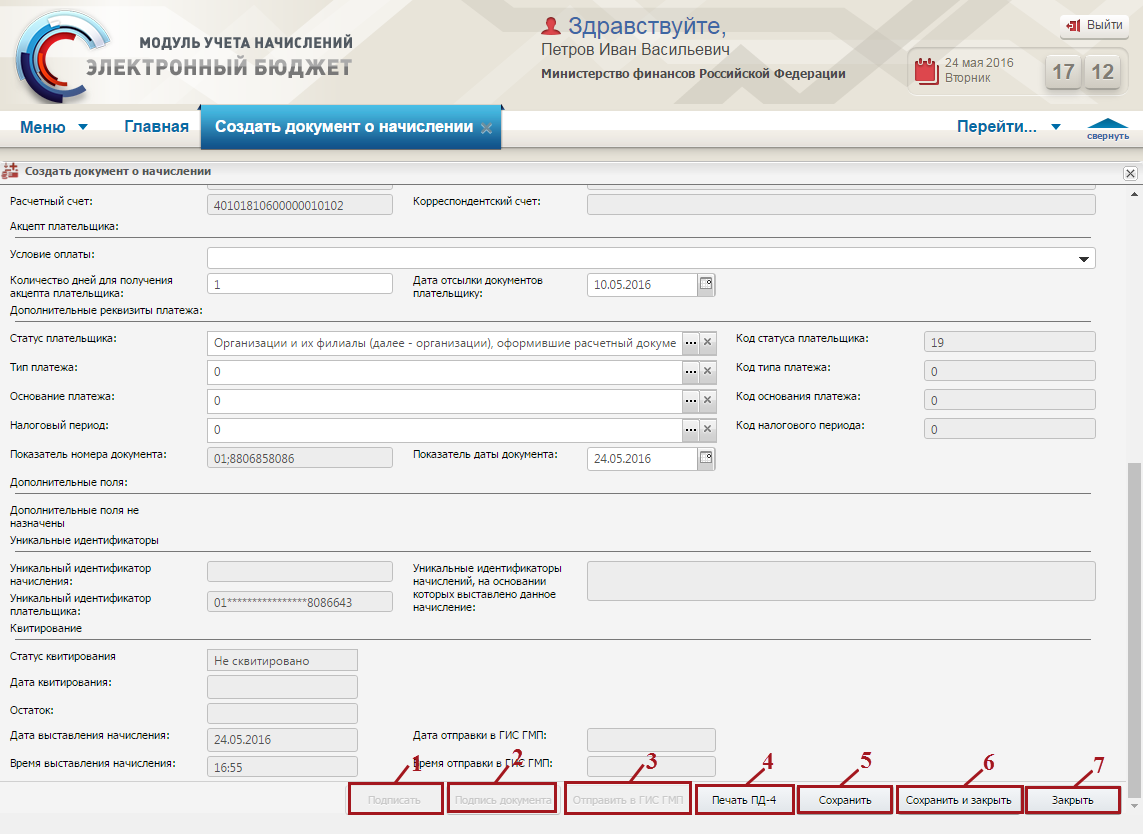 МОДУЛЬ УЧЕТА НАЧИСЛЕНИЙ
ЭЛЕКТРОННЫЙ БЮДЖЕТ
Здравствуйте,
Петров Иван Васильевич
Министерство финансов Российской Федерации
Выйти
24 мая 2016
Вторник
17 12
Меню Главная Создать документ о начислении Перейти... свернуть
Создать документ о начислении
Расчетный счет: 40101810600000010102 Корреспондентский счет:
Акцепт плательщика:
Условие оплаты:
Количество дней для получения
акцепта плательщика: 1
Дата отсылки документов
плательщику: 10.05.2016
Дополнительные реквизиты платежа:
Статус плательщика: Организации и их филиалы (далее - организации), оформившие расчетный докуме ... Код статуса плательщика: 19
Тип платежа: 0 ... Код типа платежа: 0
Основание платежа: 0 ... Код основания платежа: 0
Налоговый период: 0 ... Код налогового периода: 0
Показатель номера документа: 01;8806858086 Показатель даты документа: 24.05.2016
Дополнительные поля:
Дополнительные поля не
назначены
Уникальные идентификаторы
Уникальный идентификатор
начисления:
Уникальные идентификаторы
начислений, на основании
которых выставлено данное
начисление:
Уникальный идентификатор
плательщика: 01****************8086643
Квитирование
Статус квитирования Не сквитировано
Дата квитирования:
Остаток:
Дата выставления начисления: 24.05.2016 Дата отправки в ГИС ГМП:
Время выставления начисления: 16:55 Время отправки в ГИС ГМП:
1 2 3 4 5 6 7
Подписать Подпись документа Отправить в ГИС ГМП Печать ПД-4 Сохранить Сохранить и закрыть Закрыть